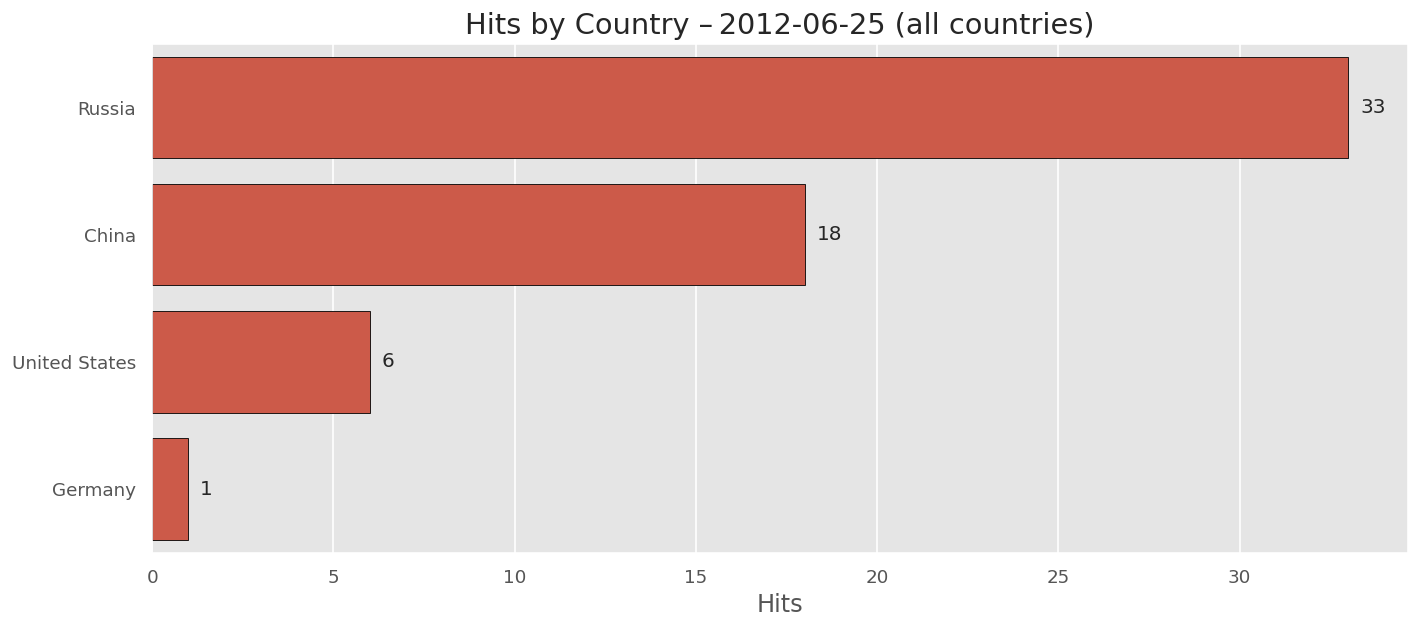 Hits by Country – 2012-06-25 (all countries)
Russia
33
China
18
United States
6
Germany
1
0 5 10 15 20 25 30
Hits